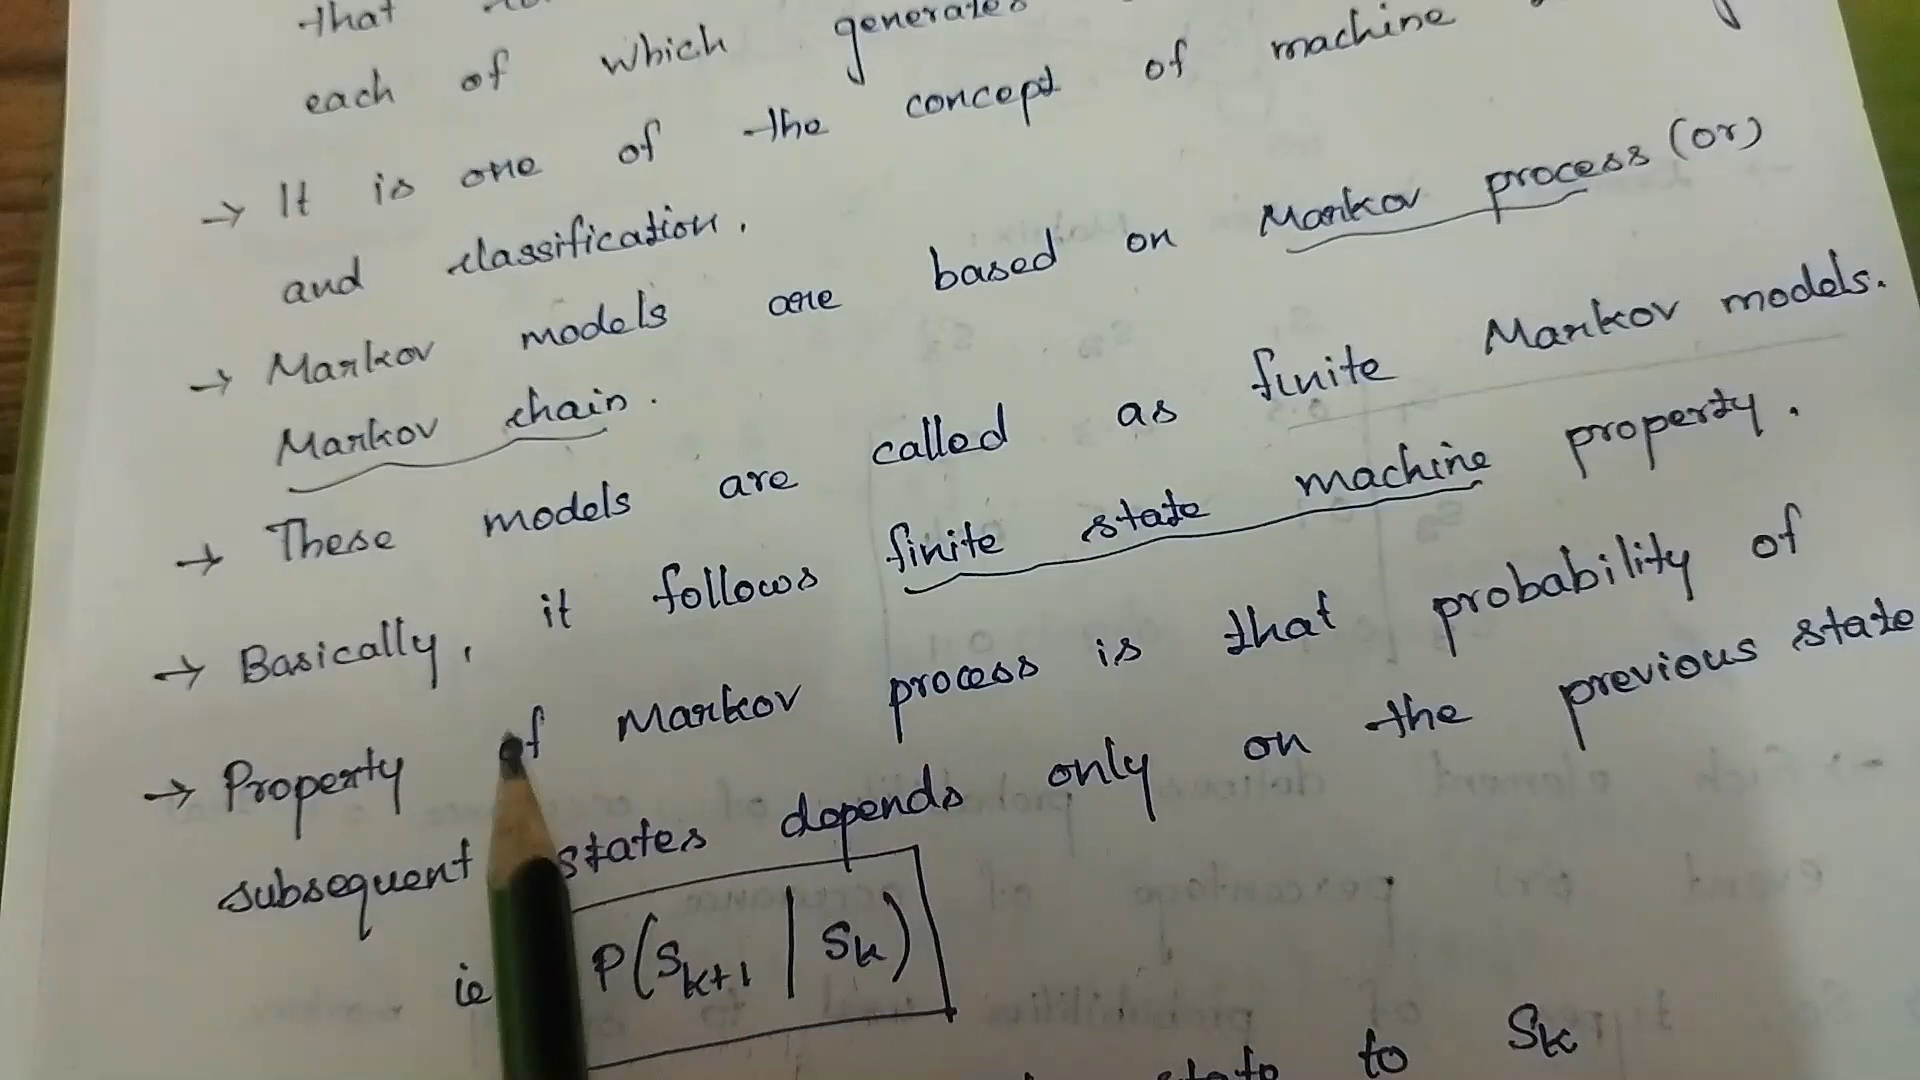 that
each of which generates
→ It is one of the concept of machine
and classification.
→ Markov models are based on Markov process (or)
Markov chain.
→ These models are called as finite Markov models.
→ Basically, it follows finite state machine property.
→ Property of Markov process is that probability of
subsequent states depends only on the previous state
ie P(Sk+1 | Sk)
state to Sk